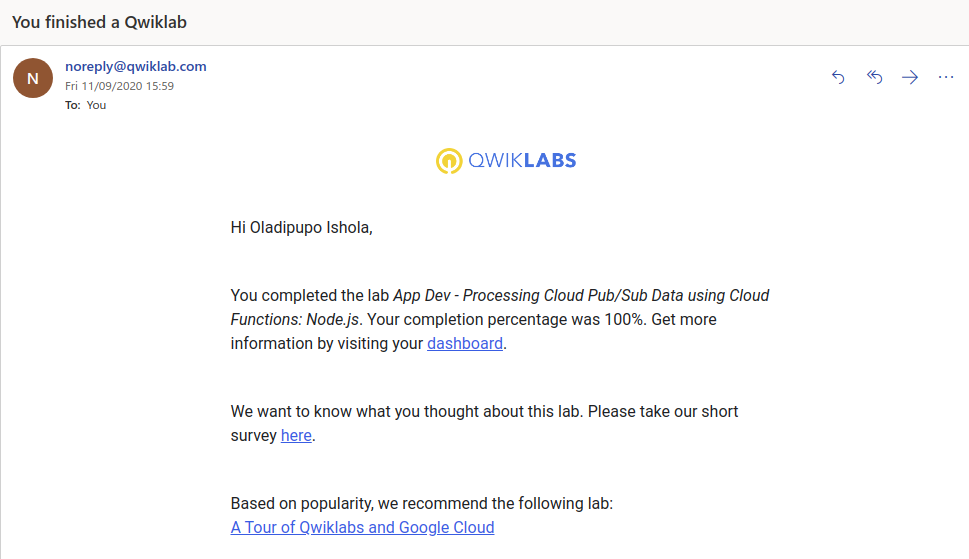 You finished a Qwiklab
N
noreply@qwiklab.com
Fri 11/09/2020 15:59
To: You
QWIKLABS
Hi Oladipupo Ishola,
You completed the lab App Dev - Processing Cloud Pub/Sub Data using Cloud
Functions: Node.js. Your completion percentage was 100%. Get more
information by visiting your dashboard.
We want to know what you thought about this lab. Please take our short
survey here.
Based on popularity, we recommend the following lab:
A Tour of Qwiklabs and Google Cloud